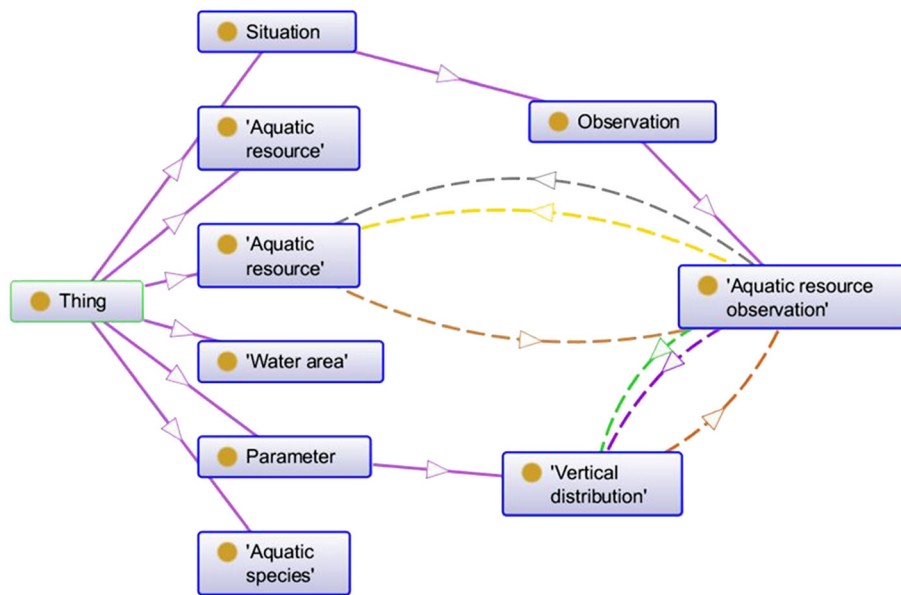 Situation
'Aquatic
resource'
Observation
'Aquatic
resource'
Thing
'Aquatic resource
observation'
'Water area'
Parameter
'Vertical
distribution'
'Aquatic
species'